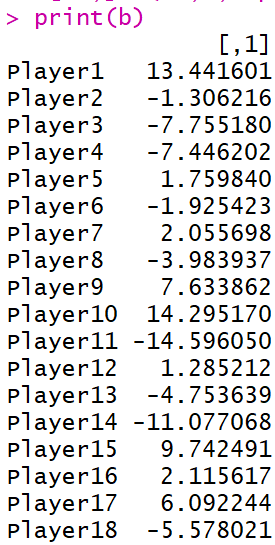 > print(b)
[,1]
Player1 13.441601
Player2 -1.306216
Player3 -7.755180
Player4 -7.446202
Player5 1.759840
Player6 -1.925423
Player7 2.055698
Player8 -3.983937
Player9 7.633862
Player10 14.295170
Player11 -14.596050
Player12 1.285212
Player13 -4.753639
Player14 -11.077068
Player15 9.742491
Player16 2.115617
Player17 6.092244
Player18 -5.578021